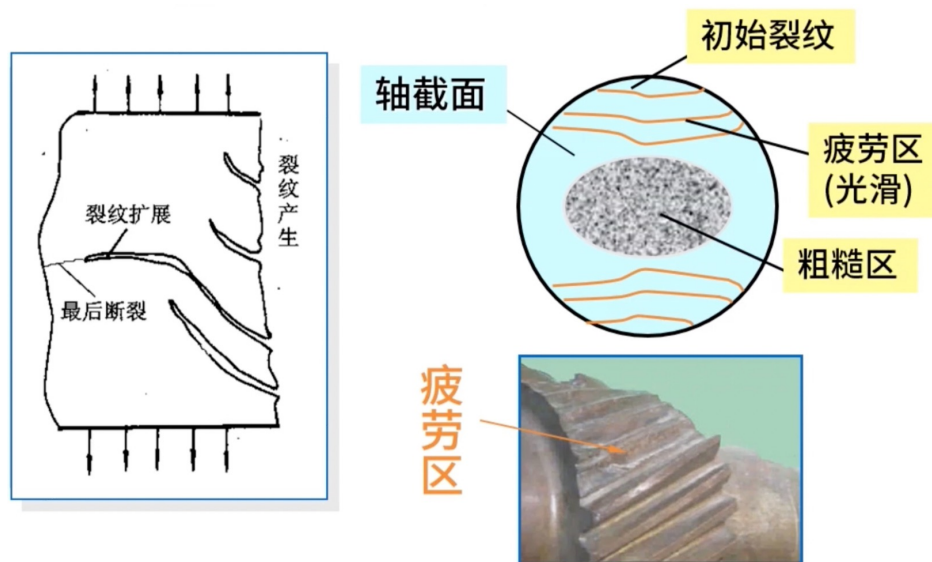 裂纹产生
裂纹扩展
最后断裂
初始裂纹
轴截面
疲劳区
(光滑)
粗糙区
疲劳区